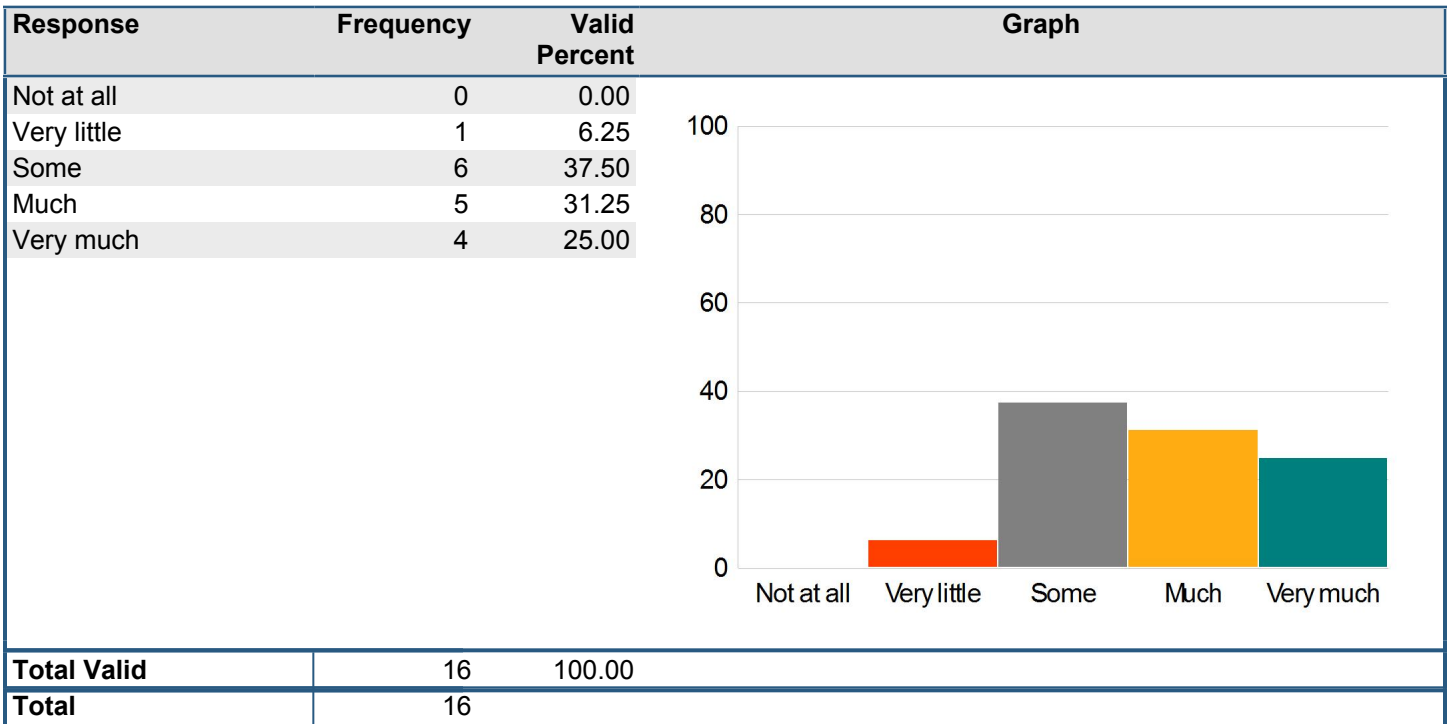 Response Frequency Valid Percent Graph
Not at all 0 0.00
Very little 1 6.25
Some 6 37.50
Much 5 31.25
Very much 4 25.00
100
80
60
40
20
0
Not at all Very little Some Much Very much
Total Valid 16 100.00
Total 16